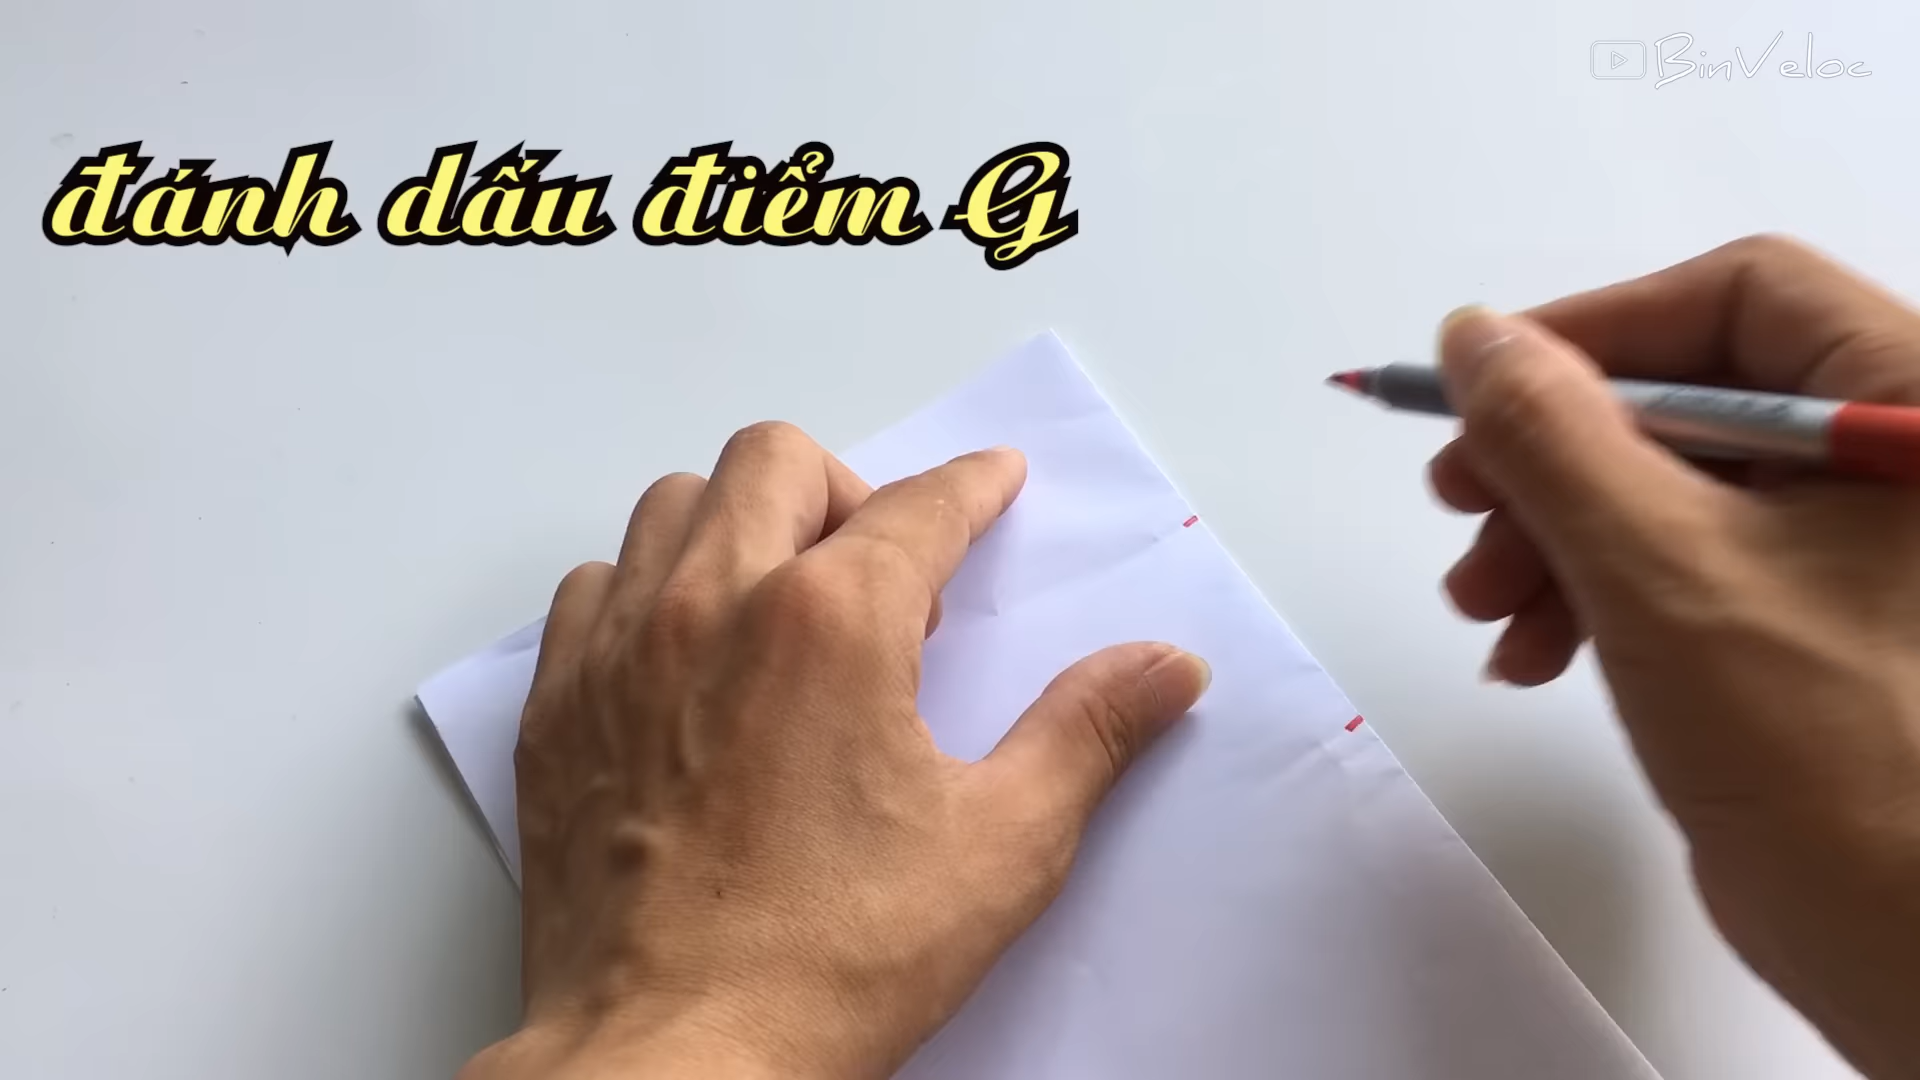 BinVeloc
đánh dấu điểm G